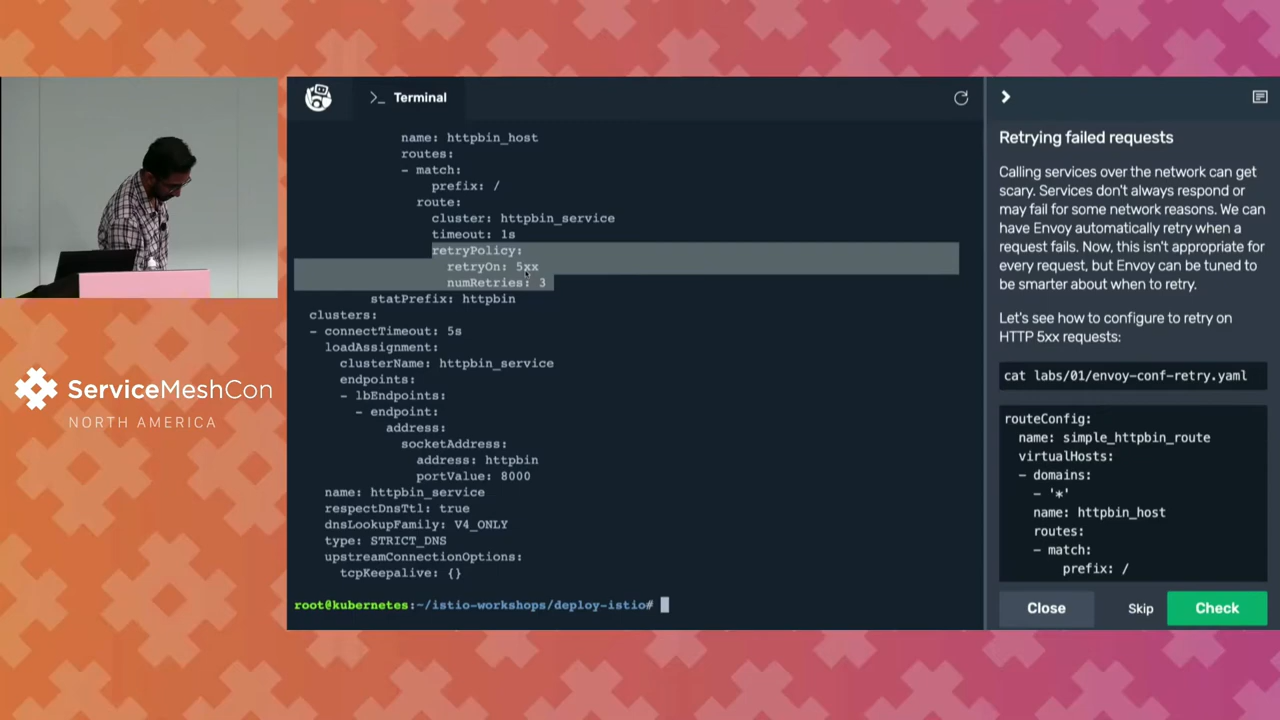 >_ Terminal
name: httpbin_host
routes:
- match:
prefix: /
route:
cluster: httpbin_service
timeout: 1s
retryPolicy:
retryOn: 5xx
numRetries: 3
statPrefix: httpbin
clusters:
- connectTimeout: 5s
loadAssignment:
clusterName: httpbin_service
endpoints:
- lbEndpoints:
- endpoint:
address:
socketAddress:
address: httpbin
portValue: 8000
name: httpbin_service
respectDnsTtl: true
dnsLookupFamily: V4_ONLY
type: STRICT_DNS
upstreamConnectionOptions:
tcpKeepalive: {}
root@kubernetes:~/istio-workshops/deploy-istio#
Retrying failed requests
Calling services over the network can get
scary. Services don't always respond or
may fail for some network reasons. We can
have Envoy automatically retry when a
request fails. Now, this isn't appropriate for
every request, but Envoy can be tuned to
be smarter about when to retry.
Let's see how to configure to retry on
HTTP 5xx requests:
cat labs/01/envoy-conf-retry.yaml
routeConfig:
name: simple_httpbin_route
virtualHosts:
- domains:
- '*'
name: httpbin_host
routes:
- match:
prefix: /
Close
Skip
Check
ServiceMeshCon
NORTH AMERICA